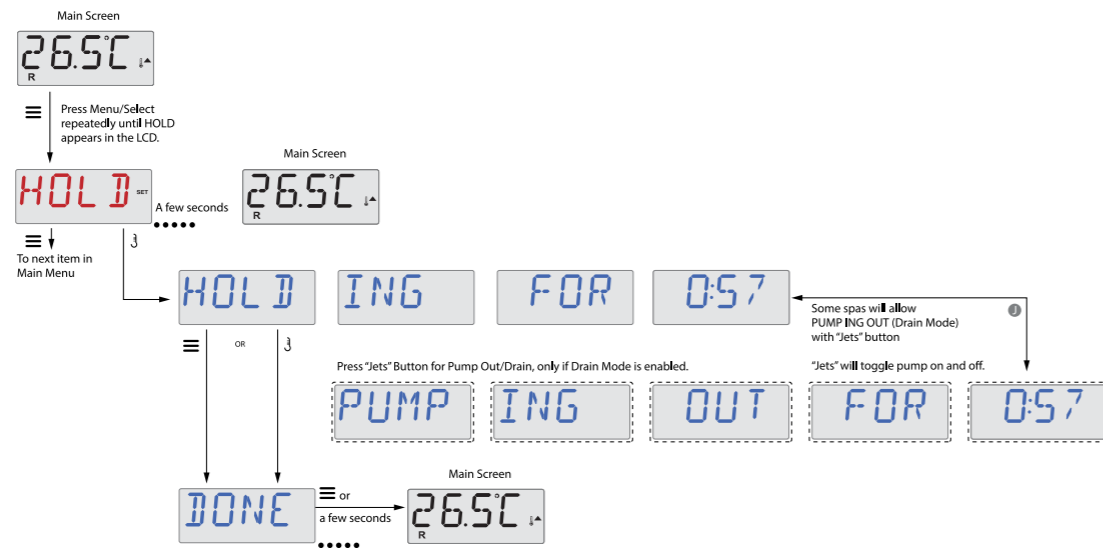 Main Screen
26.5°C
R
Press Menu/Select
repeatedly until HOLD
appears in the LCD.
Main Screen
HOLD SET
A few seconds
26.5°C
R
To next item in
Main Menu
HOLD ING FOR 0:57
Some spas will allow
PUMP ING OUT (Drain Mode)
with "Jets" button
J
OR
Press "Jets" Button for Pump Out/Drain, only if Drain Mode is enabled.
"Jets" will toggle pump on and off.
PUMP ING OUT FOR 0:57
Main Screen
DONE
or
a few seconds
26.5°C
R